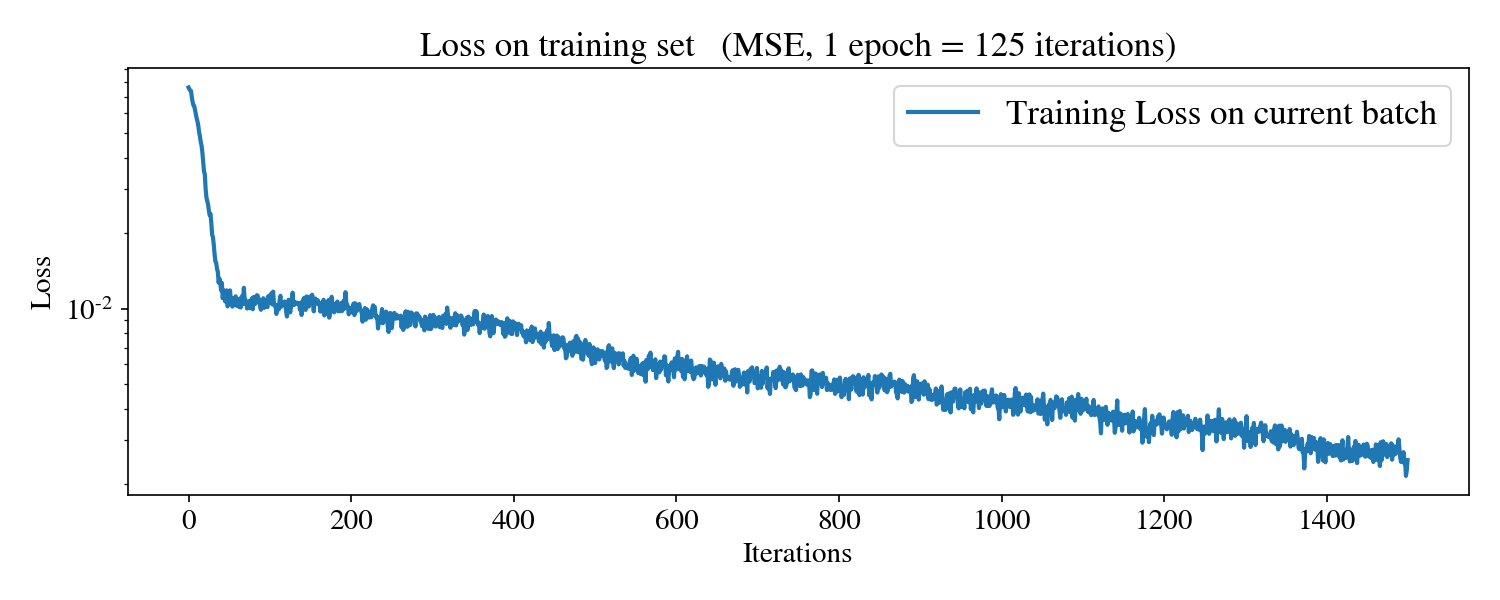 Loss on training set   (MSE, 1 epoch = 125 iterations)
Training Loss on current batch
Loss
10⁻²
0 200 400 600 800 1000 1200 1400
Iterations